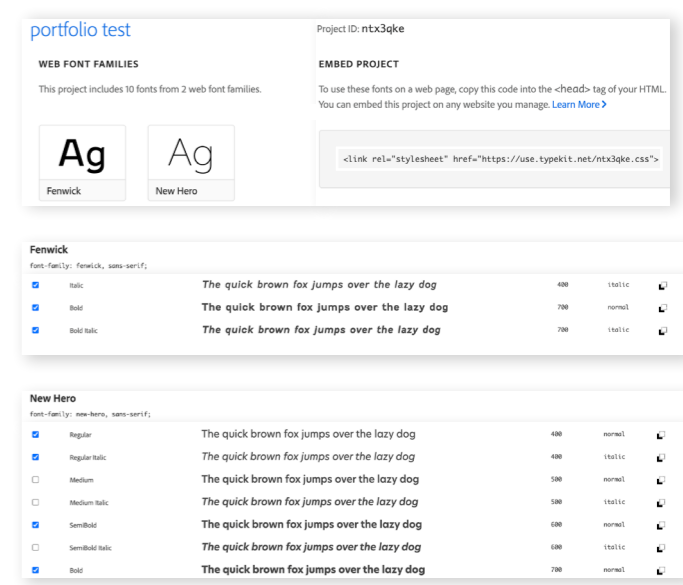 portfolio test
Project ID: ntx3qke
WEB FONT FAMILIES
This project includes 10 fonts from 2 web font families.
Ag
Fenwick
Ag
New Hero
EMBED PROJECT
To use these fonts on a web page, copy this code into the <head> tag of your HTML.
You can embed this project on any website you manage. Learn More >
<link rel="stylesheet" href="https://use.typekit.net/ntx3qke.css">
Fenwick
font-family: fenwick, sans-serif;
Italic The quick brown fox jumps over the lazy dog 400 italic
Bold The quick brown fox jumps over the lazy dog 700 normal
Bold Italic The quick brown fox jumps over the lazy dog 700 italic
New Hero
font-family: new-hero, sans-serif;
Regular The quick brown fox jumps over the lazy dog 400 normal
Regular Italic The quick brown fox jumps over the lazy dog 400 italic
Medium The quick brown fox jumps over the lazy dog 500 normal
Medium Italic The quick brown fox jumps over the lazy dog 500 italic
SemiBold The quick brown fox jumps over the lazy dog 600 normal
SemiBold Italic The quick brown fox jumps over the lazy dog 600 italic
Bold The quick brown fox jumps over the lazy dog 700 normal